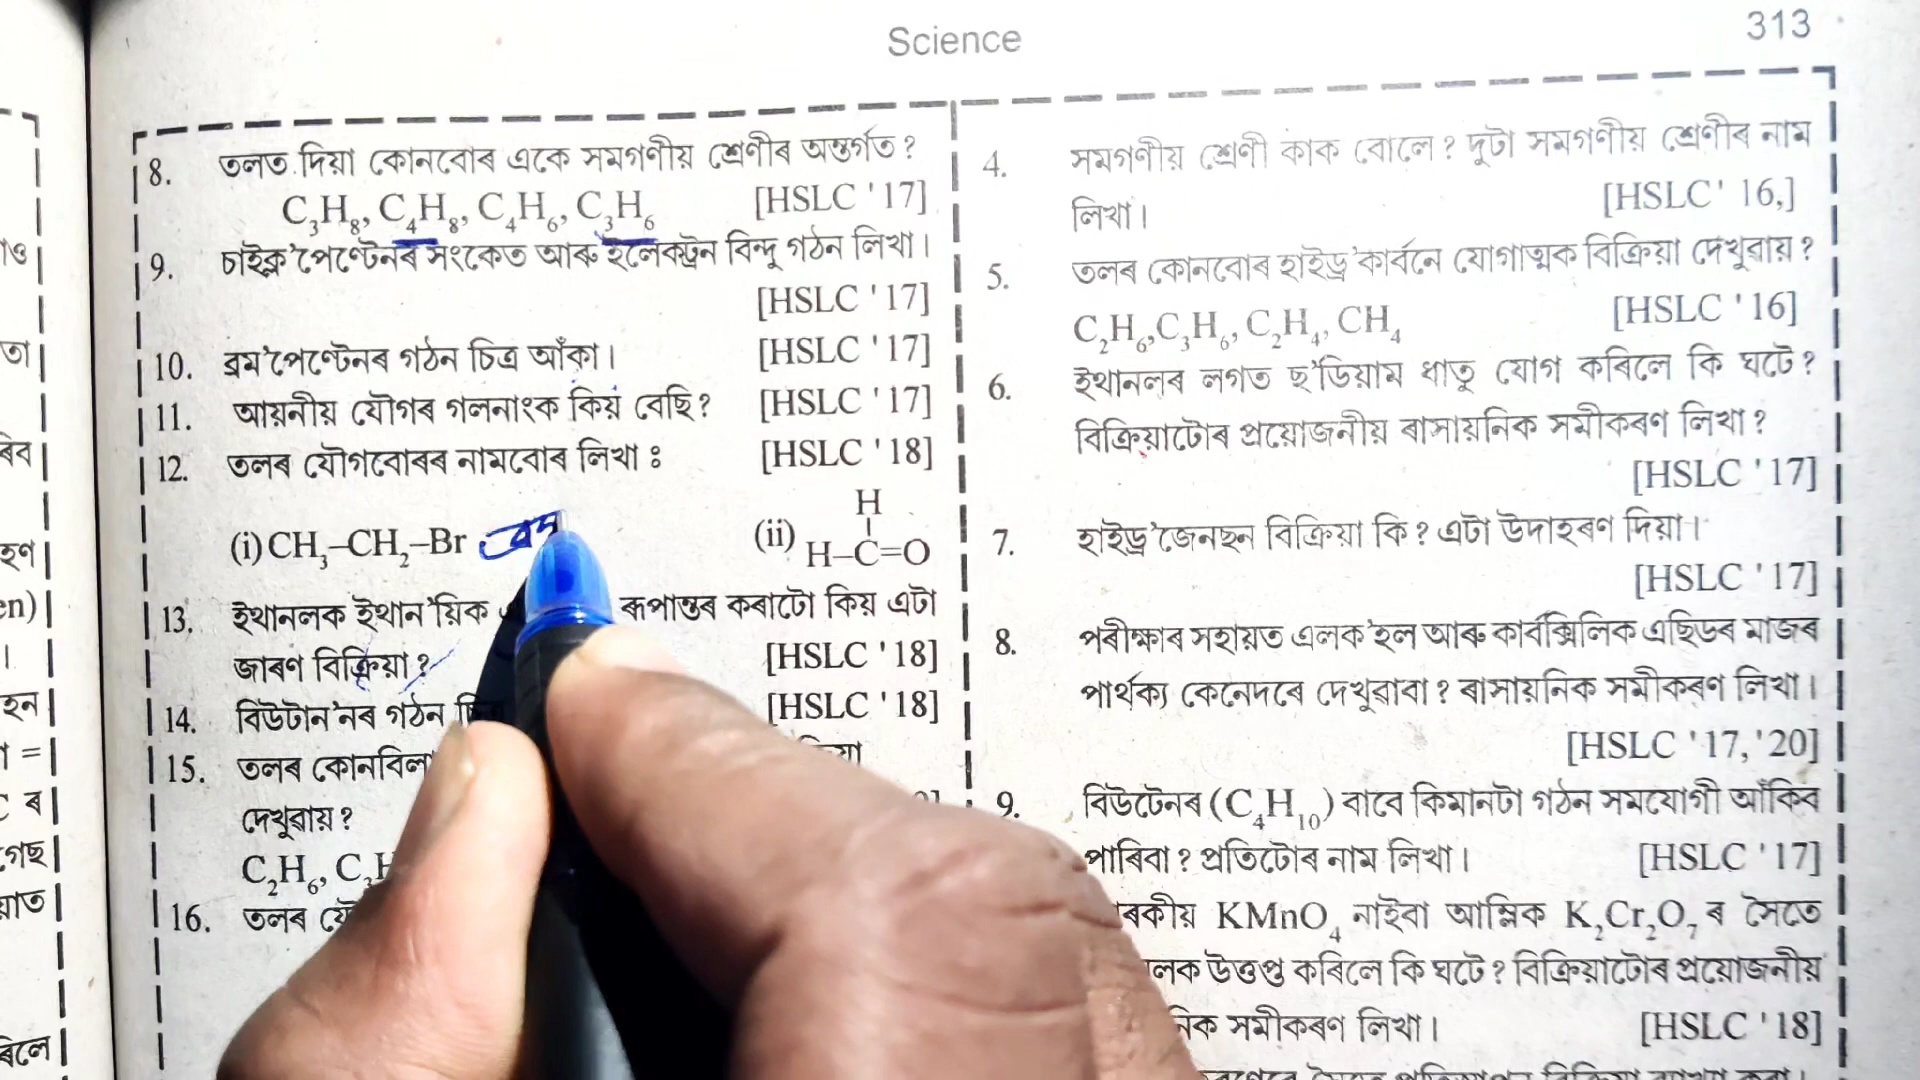 Science
313
8. তলত দিয়া কোনবোৰ একে সমগণীয় শ্ৰেণীৰ অন্তৰ্গত?
C₃H₈, C₄H₈, C₄H₆, C₃H₆ [HSLC '17]
9. চাইক্ল'পেণ্টেনৰ সংকেত আৰু ইলেকট্ৰন বিন্দু গঠন লিখা।
[HSLC '17]
10. ব্ৰম'পেণ্টেনৰ গঠন চিত্ৰ আঁকা। [HSLC '17]
11. আয়নীয় যৌগৰ গলনাংক কিয় বেছি? [HSLC '17]
12. তলৰ যৌগবোৰৰ নামবোৰ লিখা ঃ [HSLC '18]
(i) CH₃–CH₂–Br (ii) H–C=O
H
13. ইথানলক ইথান'য়িক ৰূপান্তৰ কৰাটো কিয় এটা
জাৰণ বিক্ৰিয়া? [HSLC '18]
14. বিউটান'নৰ গঠন [HSLC '18]
15. তলৰ কোনবিলা
দেখুৱায়?
C₂H₆, C₃H
16. তলৰ যৌ
4. সমগণীয় শ্ৰেণী কাক বোলে? দুটা সমগণীয় শ্ৰেণীৰ নাম
লিখা। [HSLC' 16,]
5. তলৰ কোনবোৰ হাইড্ৰ'কাৰ্বনে যোগাত্মক বিক্ৰিয়া দেখুৱায়?
C₂H₆,C₃H₆, C₂H₄, CH₄ [HSLC '16]
6. ইথানলৰ লগত ছ'ডিয়াম ধাতু যোগ কৰিলে কি ঘটে?
বিক্ৰিয়াটোৰ প্ৰয়োজনীয় ৰাসায়নিক সমীকৰণ লিখা?
[HSLC '17]
7. হাইড্ৰ'জেনছন বিক্ৰিয়া কি? এটা উদাহৰণ দিয়া।
[HSLC '17]
8. পৰীক্ষাৰ সহায়ত এলক'হল আৰু কাৰ্বক্সিলিক এছিডৰ মাজৰ
পাৰ্থক্য কেনেদৰে দেখুৱাবা? ৰাসায়নিক সমীকৰণ লিখা।
[HSLC '17, '20]
9. বিউটেনৰ (C₄H₁₀) বাবে কিমানটা গঠন সমযোগী আঁকিব
পাৰিবা? প্ৰতিটোৰ নাম লিখা। [HSLC '17]
ৰকীয় KMnO₄ নাইবা আম্লিক K₂Cr₂O₇ ৰ সৈতে
লক উত্তপ্ত কৰিলে কি ঘটে? বিক্ৰিয়াটোৰ প্ৰয়োজনীয়
নিক সমীকৰণ লিখা। [HSLC '18]